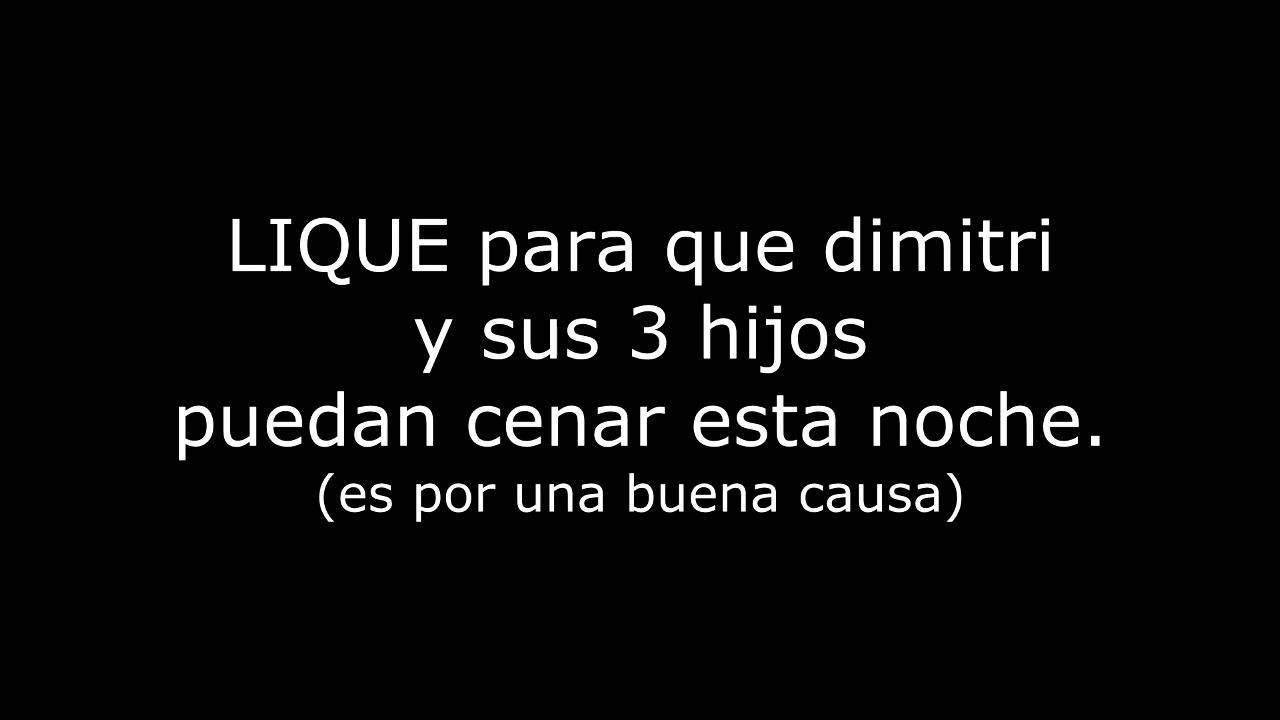 LIQUE para que dimitri
y sus 3 hijos
puedan cenar esta noche.
(es por una buena causa)